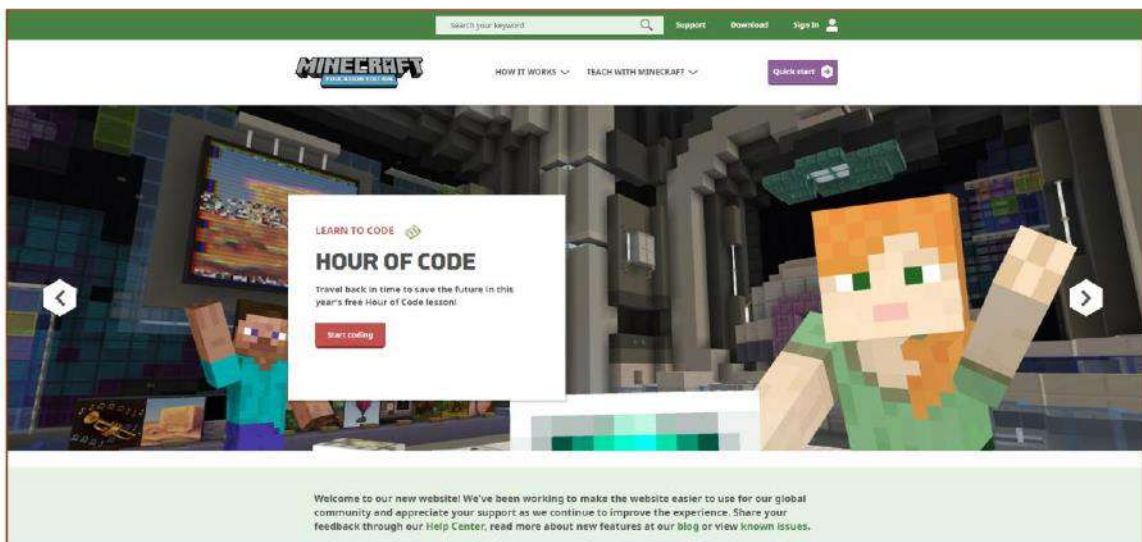 Search your keyword
Support
Download
Sign In
MINECRAFT
EDUCATION EDITION
HOW IT WORKS
TEACH WITH MINECRAFT
Quick start
LEARN TO CODE
HOUR OF CODE
Travel back in time to save the future in this
year's free Hour of Code lesson!
Start coding
Welcome to our new website! We've been working to make the website easier to use for our global
community and appreciate your support as we continue to improve the experience. Share your
feedback through our Help Center, read more about new features at our blog or view known issues.